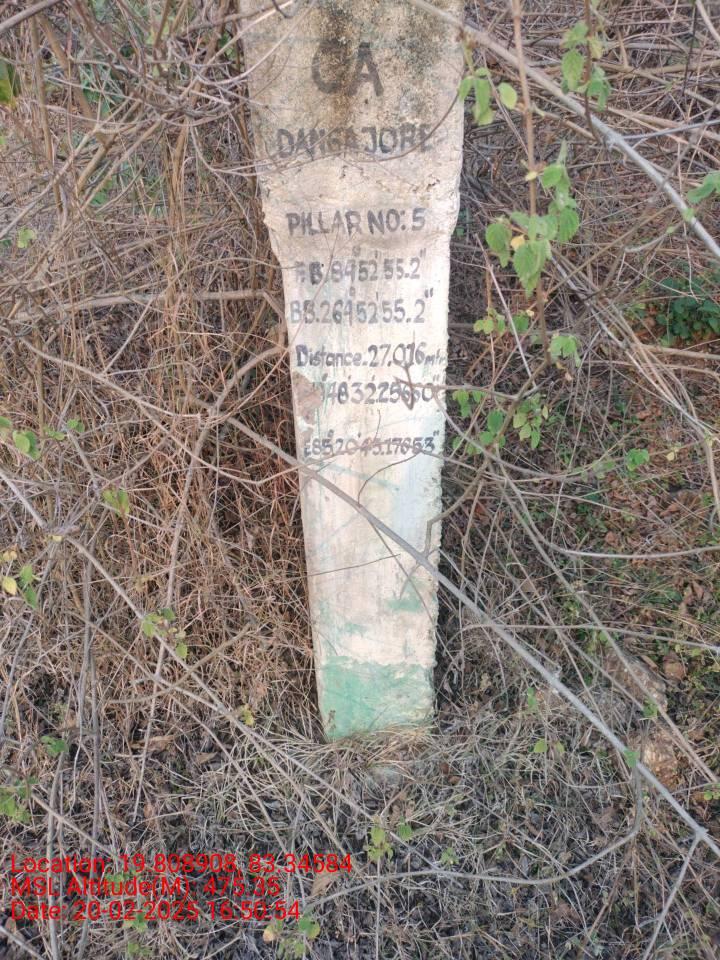 CA
DANGAJORE
PILLAR NO: 5
F.B. 84°52'55.2"
B.B. 264°52'55.2"
Distance. 27.016
Location: 19.808908, 83.34584
MSL Altitude(M): 475.35
Date: 20-02-2025 16:50:54